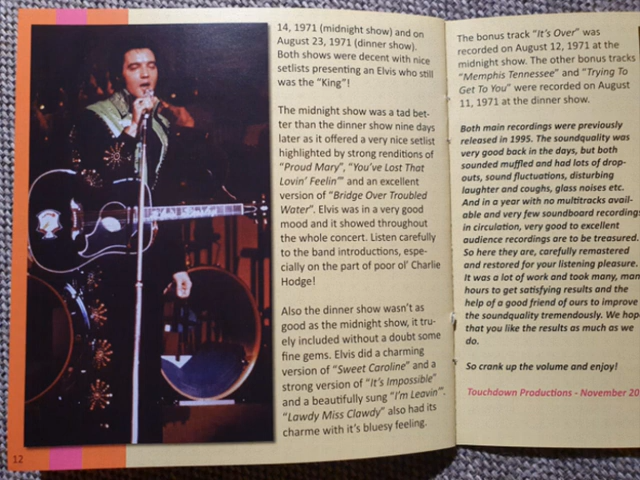 14, 1971 (midnight show) and on
August 23, 1971 (dinner show).
Both shows were decent with nice
setlists presenting an Elvis who still
was the "King"!
The midnight show was a tad bet-
ter than the dinner show nine days
later as it offered a very nice setlist
highlighted by strong renditions of
"Proud Mary", "You've Lost That
Lovin' Feelin'" and an excellent
version of "Bridge Over Troubled
Water". Elvis was in a very good
mood and it showed throughout
the whole concert. Listen carefully
to the band introductions, espe-
cially on the part of poor ol' Charlie
Hodge!
Also the dinner show wasn't as
good as the midnight show, it tru-
ely included without a doubt some
fine gems. Elvis did a charming
version of "Sweet Caroline" and a
strong version of "It's Impossible"
and a beautifully sung "I'm Leavin'".
"Lawdy Miss Clawdy" also had its
charme with it's bluesy feeling.
12
The bonus track "It's Over" was
recorded on August 12, 1971 at the
midnight show. The other bonus tracks
"Memphis Tennessee" and "Trying To
Get To You" were recorded on August
11, 1971 at the dinner show.
Both main recordings were previously
released in 1995. The soundquality was
very good back in the days, but both
sounded muffled and had lots of drop-
outs, sound fluctuations, disturbing
laughter and coughs, glass noises etc.
And in a year with no multitracks avail-
able and very few soundboard recordings
in circulation, very good to excellent
audience recordings are to be treasured.
So here they are, carefully remastered
and restored for your listening pleasure.
It was a lot of work and took many, man
hours to get satisfying results and the
help of a good friend of ours to improve
the soundquality tremendously. We hop
that you like the results as much as we
do.
So crank up the volume and enjoy!
Touchdown Productions - November 20